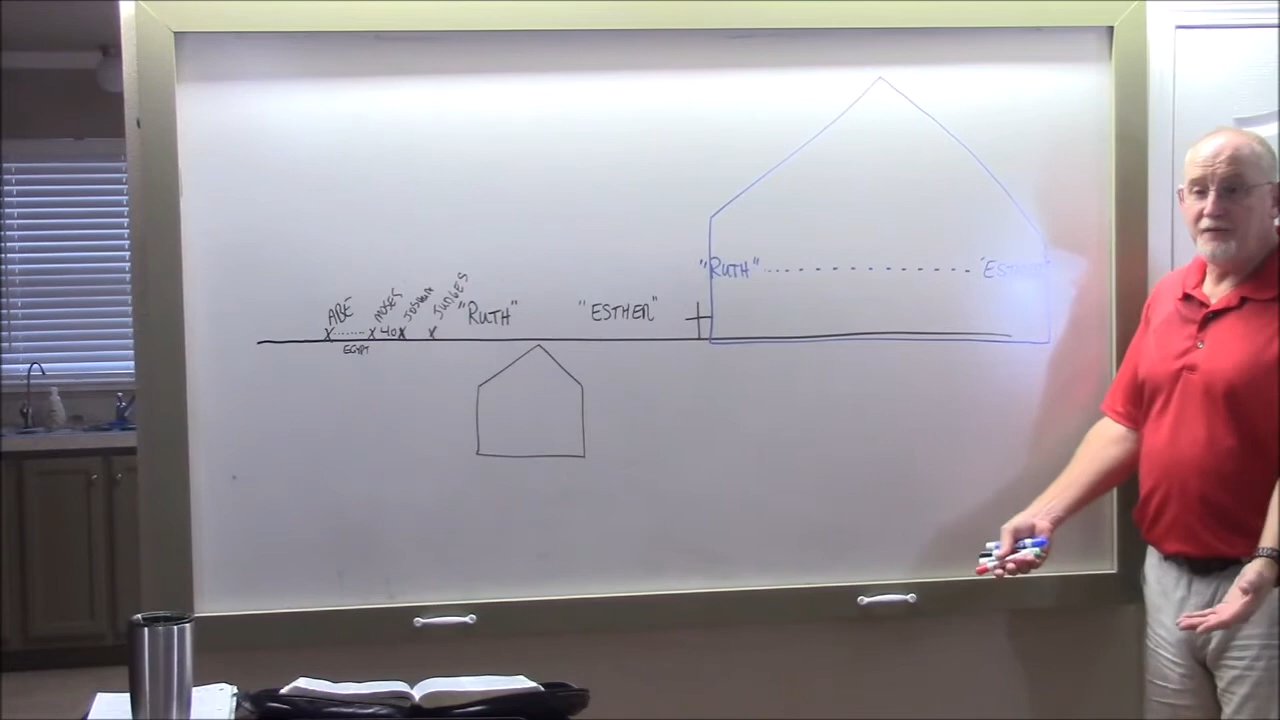 ABE
MOSES
JOSHUA
JUDGES
"RUTH"
"ESTHER"
40
EGYPT
"RUTH"
"ESTHER"